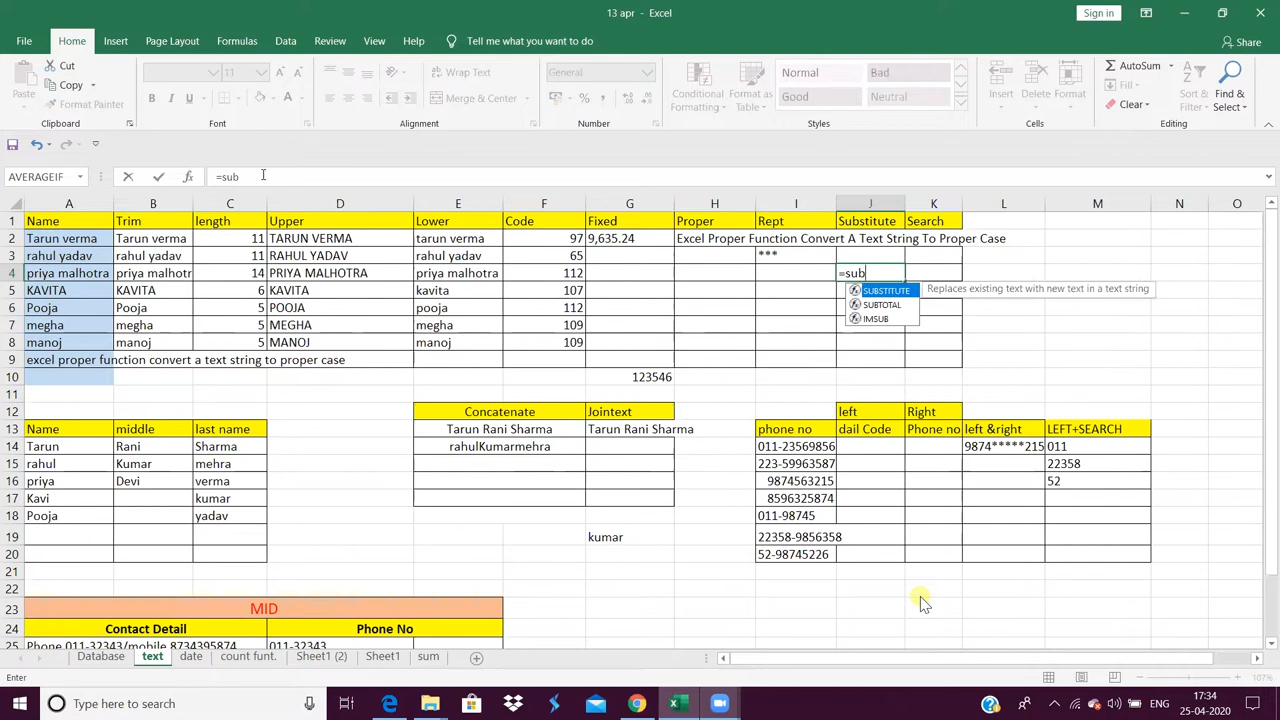 13 apr - Excel
Sign in
File Home Insert Page Layout Formulas Data Review View Help Tell me what you want to do Share
Cut
Copy
Format Painter
Paste
Clipboard
11
B I U
Font
Wrap Text
Merge & Center
Alignment
General
Number
Conditional Formatting
Format as Table
Normal Bad
Good Neutral
Styles
Insert Delete Format
Cells
AutoSum
Fill
Clear
Find & Select
Editing
AVERAGEIF =sub
A B C D E F G H I J K L M N O
1 Name Trim length Upper Lower Code Fixed Proper Rept Substitute Search
2 Tarun verma Tarun verma 11 TARUN VERMA tarun verma 97 9,635.24 Excel Proper Function Convert A Text String To Proper Case
3 rahul yadav rahul yadav 11 RAHUL YADAV rahul yadav 65 ***
4 priya malhotra priya malhotr 14 PRIYA MALHOTRA priya malhotra 112 =sub
5 KAVITA KAVITA 6 KAVITA kavita 107
SUBSTITUTE Replaces existing text with new text in a text string
SUBTOTAL
IMSUB
6 Pooja Pooja 5 POOJA pooja 112
7 megha megha 5 MEGHA megha 109
8 manoj manoj 5 MANOJ manoj 109
9 excel proper function convert a text string to proper case
10 123546
11
12 Concatenate Jointext left Right
13 Name middle last name Tarun Rani Sharma Tarun Rani Sharma phone no dail Code Phone no left &right LEFT+SEARCH
14 Tarun Rani Sharma rahulKumarmehra 011-23569856 9874*****215 011
15 rahul Kumar mehra 223-59963587 22358
16 priya Devi verma 9874563215 52
17 Kavi kumar 8596325874
18 Pooja yadav 011-98745
19 kumar 22358-9856358
20 52-98745226
21
22
23 MID
24 Contact Detail Phone No
25 Phone 011-32343/mobile 8734395874 011-32343
Database text date count funt. Sheet1 (2) Sheet1 sum
Enter 107%
Type here to search
ENG
17:34
25-04-2020